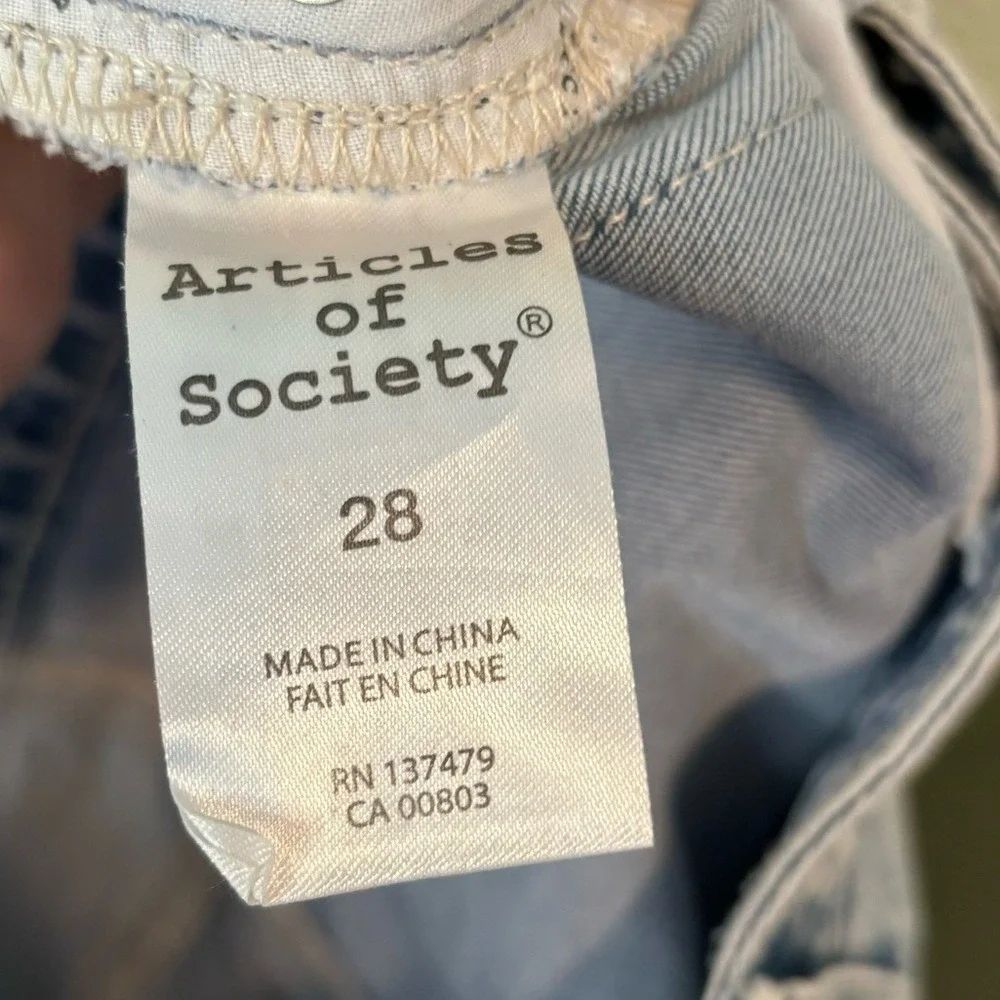 Articles
of
Society®
28
MADE IN CHINA
FAIT EN CHINE
RN 137479
CA 00803